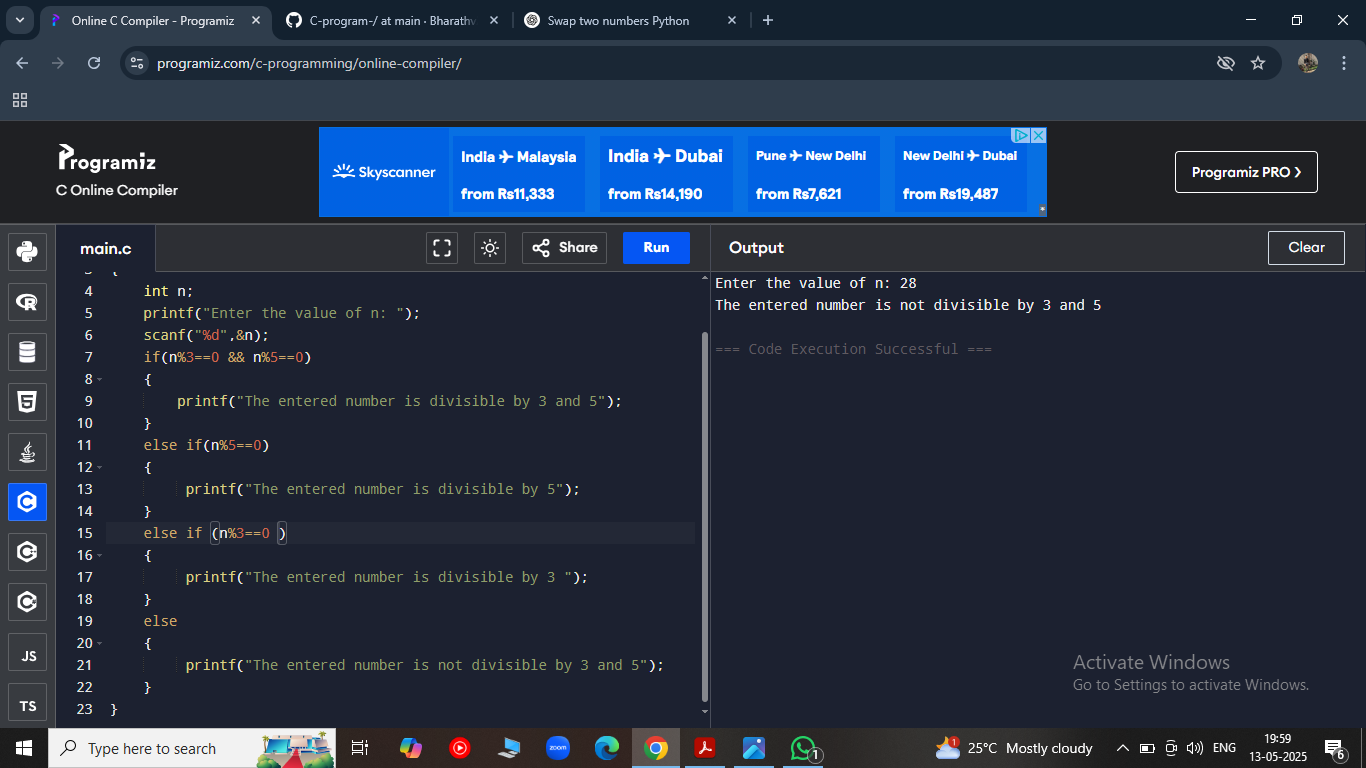 Online C Compiler - Programiz
C-program-/ at main · Bharathv
Swap two numbers Python
programiz.com/c-programming/online-compiler/
Programiz
C Online Compiler
Skyscanner
India ✈ Malaysia
from Rs11,333
India ✈ Dubai
from Rs14,190
Pune ✈ New Delhi
from Rs7,621
New Delhi ✈ Dubai
from Rs19,487
Programiz PRO ❯
main.c
Share
Run
Output
Clear
3 {
4 int n;
5 printf("Enter the value of n: ");
6 scanf("%d",&n);
7 if(n%3==0 && n%5==0)
8 {
9 printf("The entered number is divisible by 3 and 5");
10 }
11 else if(n%5==0)
12 {
13 printf("The entered number is divisible by 5");
14 }
15 else if (n%3==0 )
16 {
17 printf("The entered number is divisible by 3 ");
18 }
19 else
20 {
21 printf("The entered number is not divisible by 3 and 5");
22 }
23 }
Enter the value of n: 28
The entered number is not divisible by 3 and 5
=== Code Execution Successful ===
JS
TS
Activate Windows
Go to Settings to activate Windows.
Type here to search
zoom
1
1
25°C Mostly cloudy
ENG
19:59
13-05-2025
6